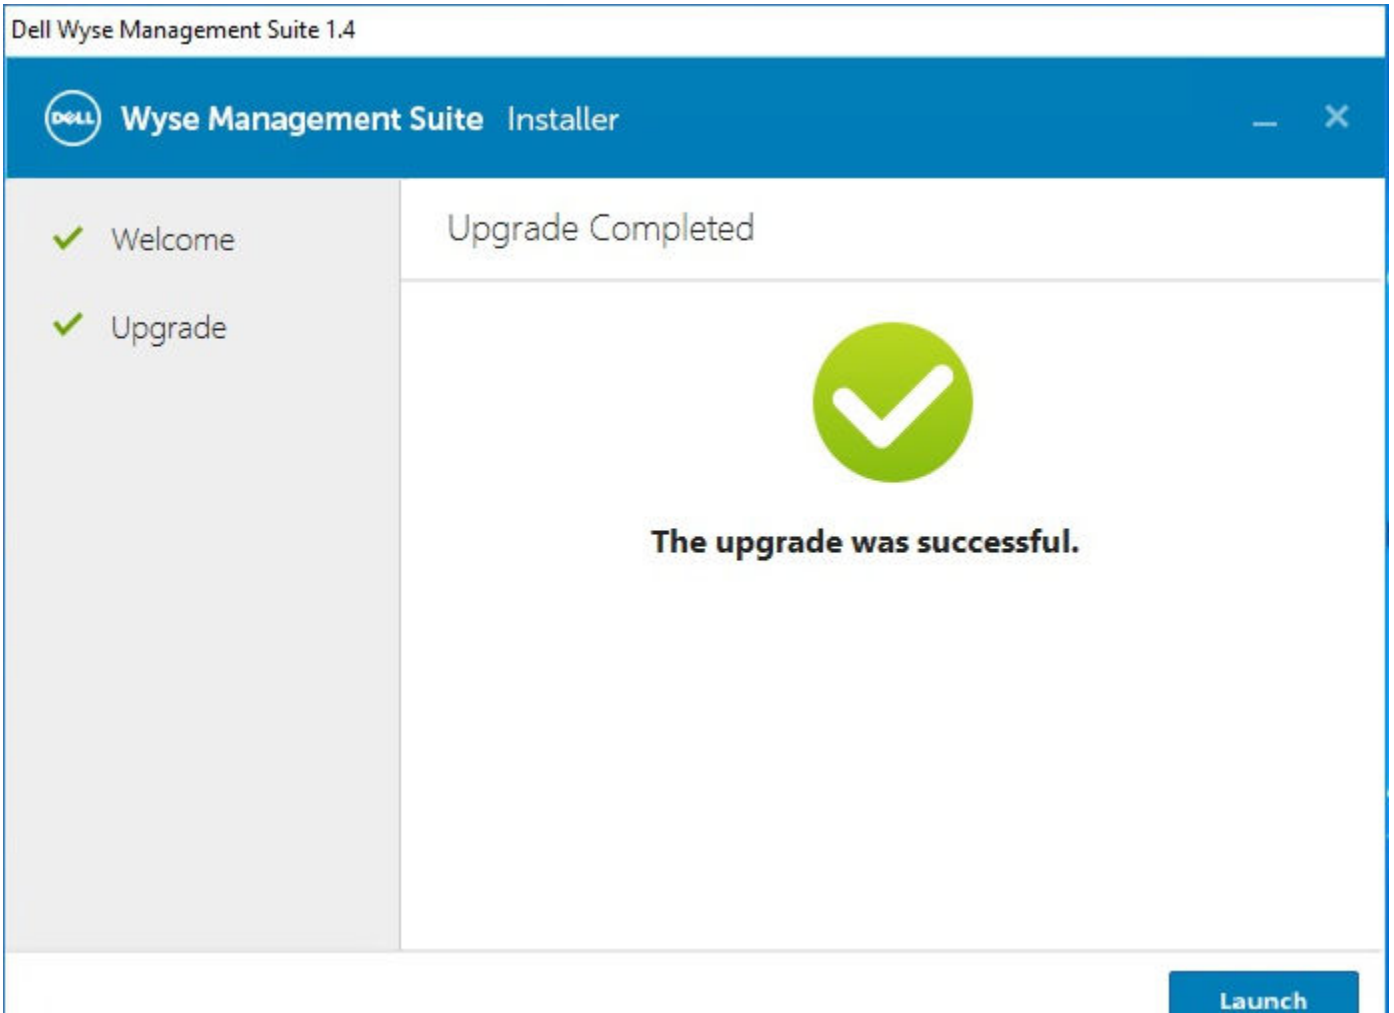 Dell Wyse Management Suite 1.4
DELL Wyse Management Suite Installer
Welcome
Upgrade
Upgrade Completed
The upgrade was successful.
Launch